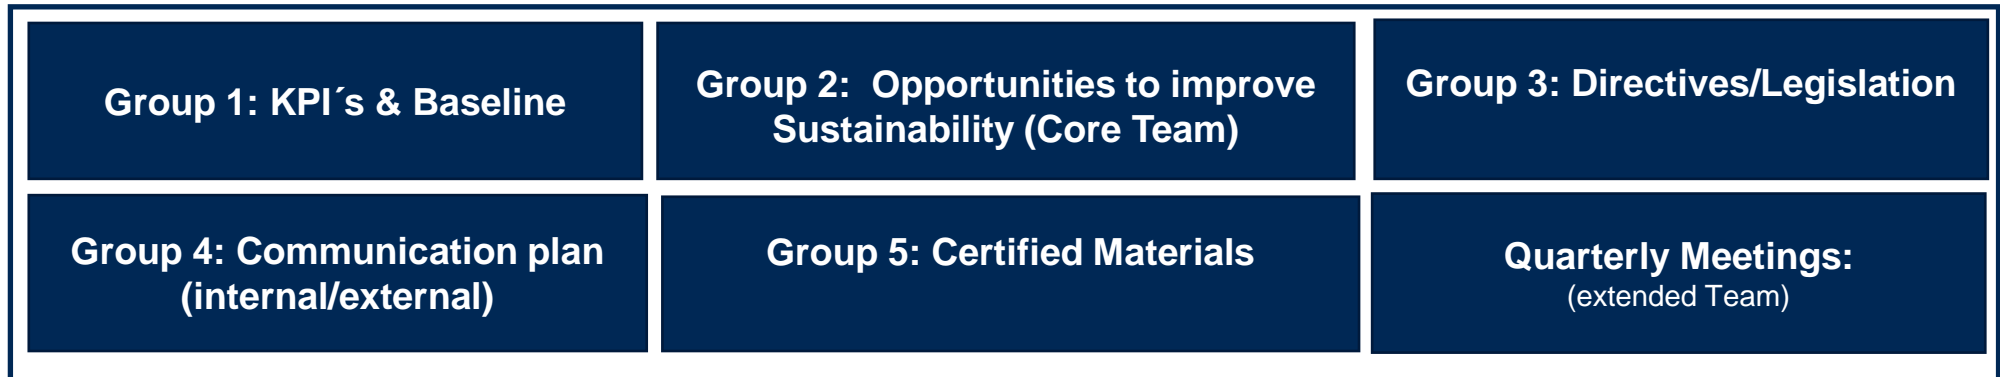 Group 1: KPI´s & Baseline
Group 2:  Opportunities to improve
Sustainability (Core Team)
Group 3: Directives/Legislation
Group 4: Communication plan
(internal/external)
Group 5: Certified Materials
Quarterly Meetings:
(extended Team)